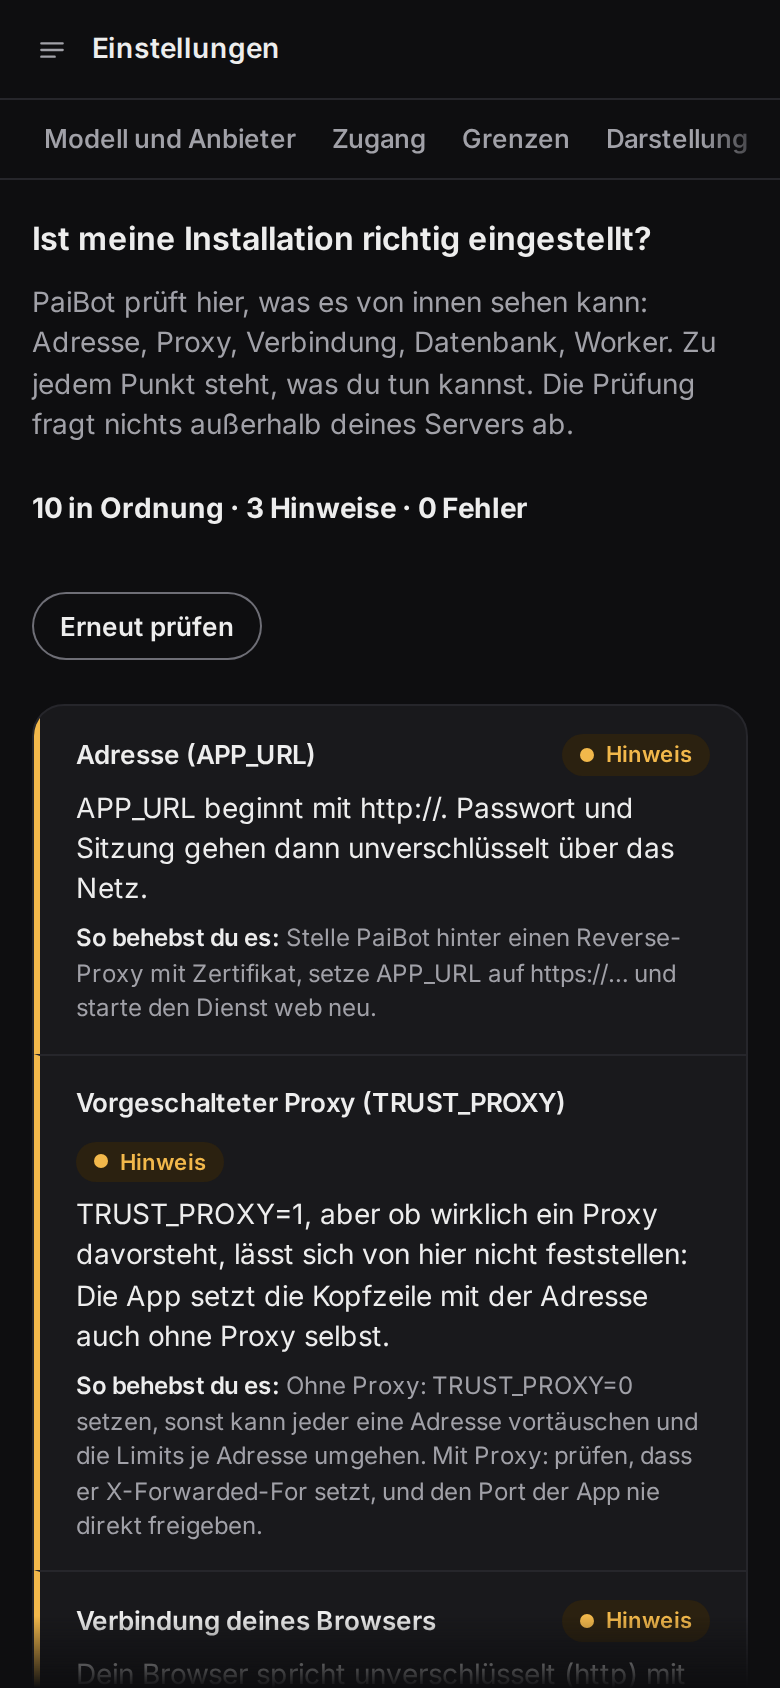 Einstellungen
Modell und Anbieter Zugang Grenzen Darstellung
Ist meine Installation richtig eingestellt?
PaiBot prüft hier, was es von innen sehen kann:
Adresse, Proxy, Verbindung, Datenbank, Worker. Zu
jedem Punkt steht, was du tun kannst. Die Prüfung
fragt nichts außerhalb deines Servers ab.
10 in Ordnung · 3 Hinweise · 0 Fehler
Erneut prüfen
Adresse (APP_URL) Hinweis
APP_URL beginnt mit http://. Passwort und
Sitzung gehen dann unverschlüsselt über das
Netz.
So behebst du es: Stelle PaiBot hinter einen Reverse-
Proxy mit Zertifikat, setze APP_URL auf https://... und
starte den Dienst web neu.
Vorgeschalteter Proxy (TRUST_PROXY)
Hinweis
TRUST_PROXY=1, aber ob wirklich ein Proxy
davorsteht, lässt sich von hier nicht feststellen:
Die App setzt die Kopfzeile mit der Adresse
auch ohne Proxy selbst.
So behebst du es: Ohne Proxy: TRUST_PROXY=0
setzen, sonst kann jeder eine Adresse vortäuschen und
die Limits je Adresse umgehen. Mit Proxy: prüfen, dass
er X-Forwarded-For setzt, und den Port der App nie
direkt freigeben.
Verbindung deines Browsers Hinweis
Dein Browser spricht unverschlüsselt (http) mit